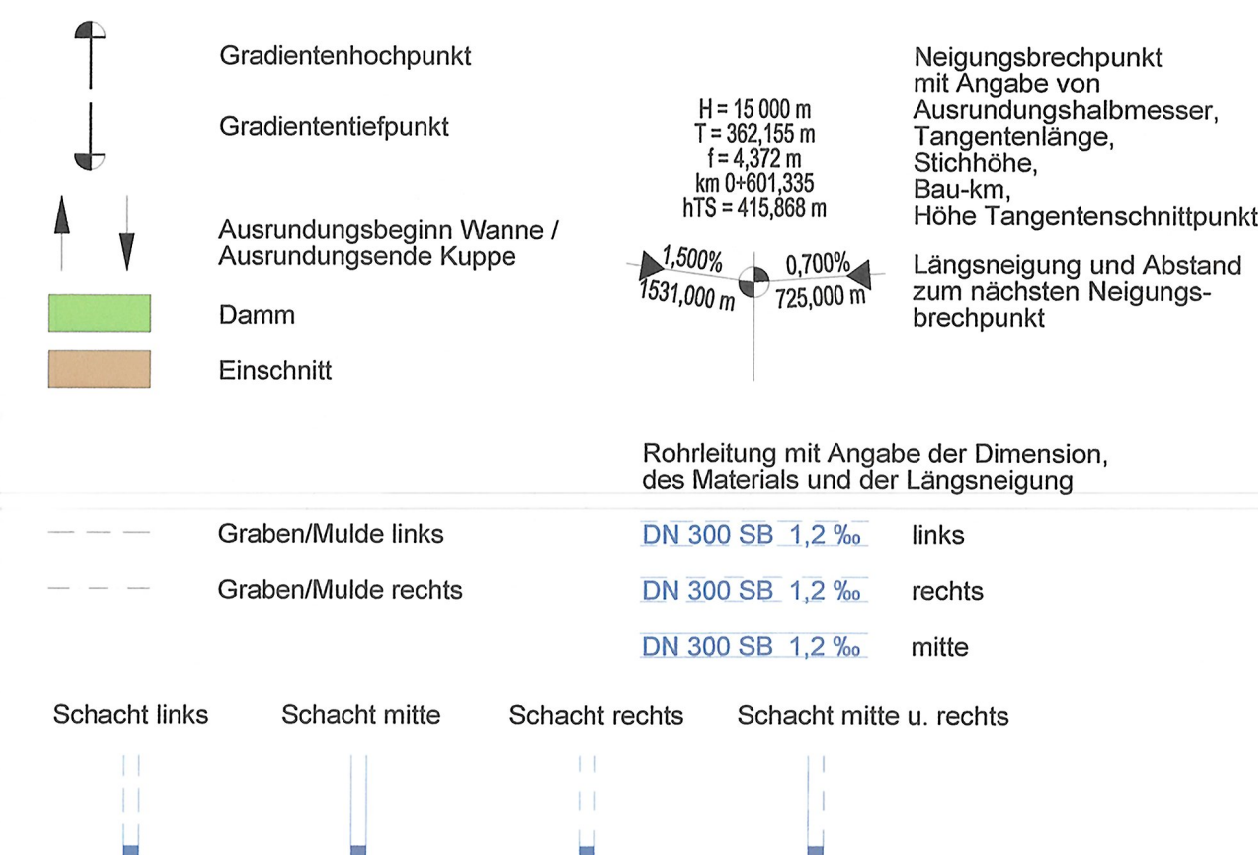 Gradientenhochpunkt
Gradiententiefpunkt
Ausrundungsbeginn Wanne /
Ausrundungsende Kuppe
Damm
Einschnitt
H = 15 000 m
T = 362,155 m
f = 4,372 m
km 0+601,335
hTS = 415,868 m
1,500%
0,700%
1531,000 m
725,000 m
Neigungsbrechpunkt
mit Angabe von
Ausrundungshalbmesser,
Tangentenlänge,
Stichhöhe,
Bau-km,
Höhe Tangentenschnittpunkt
Längsneigung und Abstand
zum nächsten Neigungs-
brechpunkt
Rohrleitung mit Angabe der Dimension,
des Materials und der Längsneigung
Graben/Mulde links
DN 300 SB 1,2 ‰ links
Graben/Mulde rechts
DN 300 SB 1,2 ‰ rechts
DN 300 SB 1,2 ‰ mitte
Schacht links
Schacht mitte
Schacht rechts
Schacht mitte u. rechts